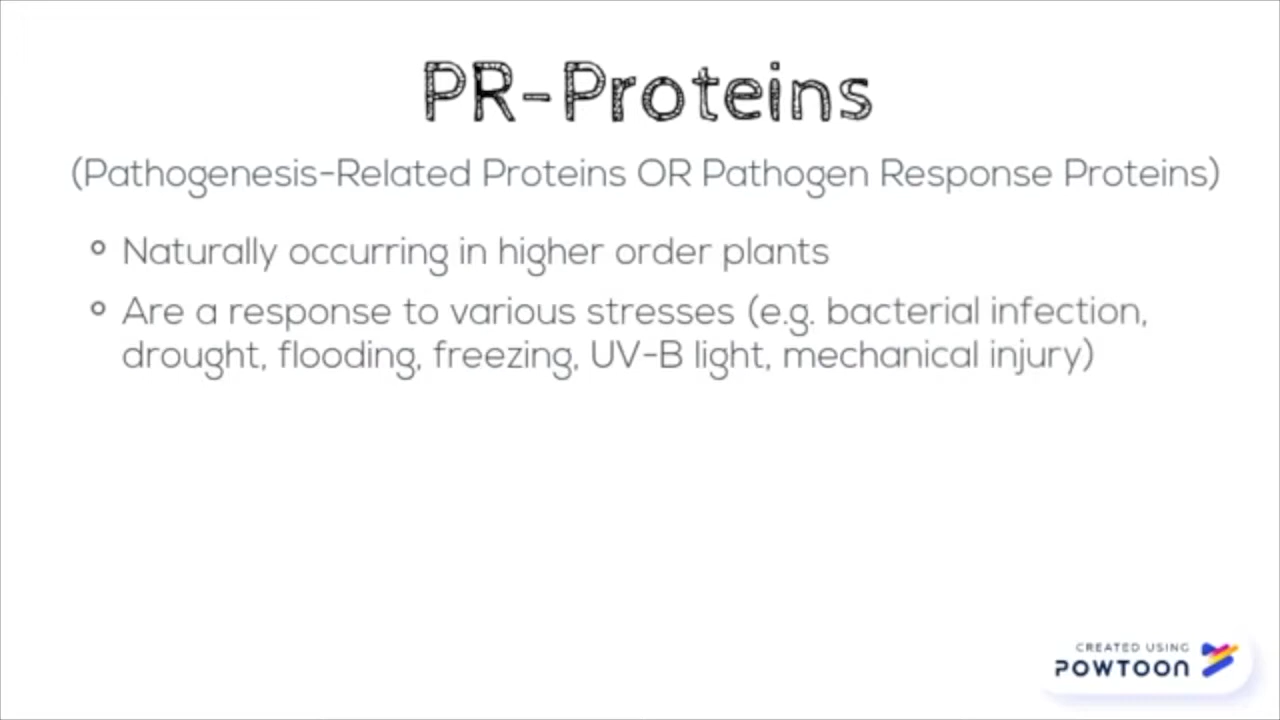 PR-Proteins
(Pathogenesis-Related Proteins OR Pathogen Response Proteins)
Naturally occurring in higher order plants
Are a response to various stresses (e.g. bacterial infection,
drought, flooding, freezing, UV-B light, mechanical injury)
CREATED USING
POWTOON